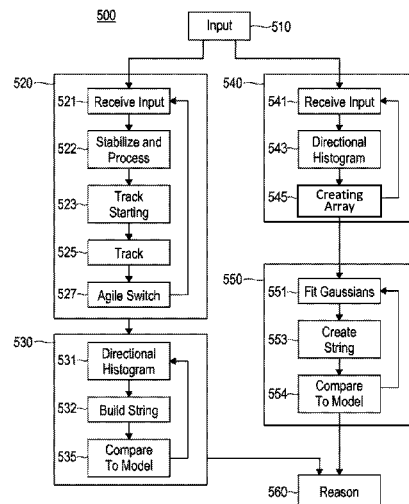 500
Input
510
520
521
Receive Input
522
Stabilize and
Process
523
Track
Starting
525
Track
527
Agile Switch
530
531
Directional
Histogram
532
Build String
535
Compare
To Model
540
541
Receive Input
543
Directional
Histogram
545
Creating
Array
550
551
Fit Gaussians
553
Create
String
554
Compare
To Model
560
Reason